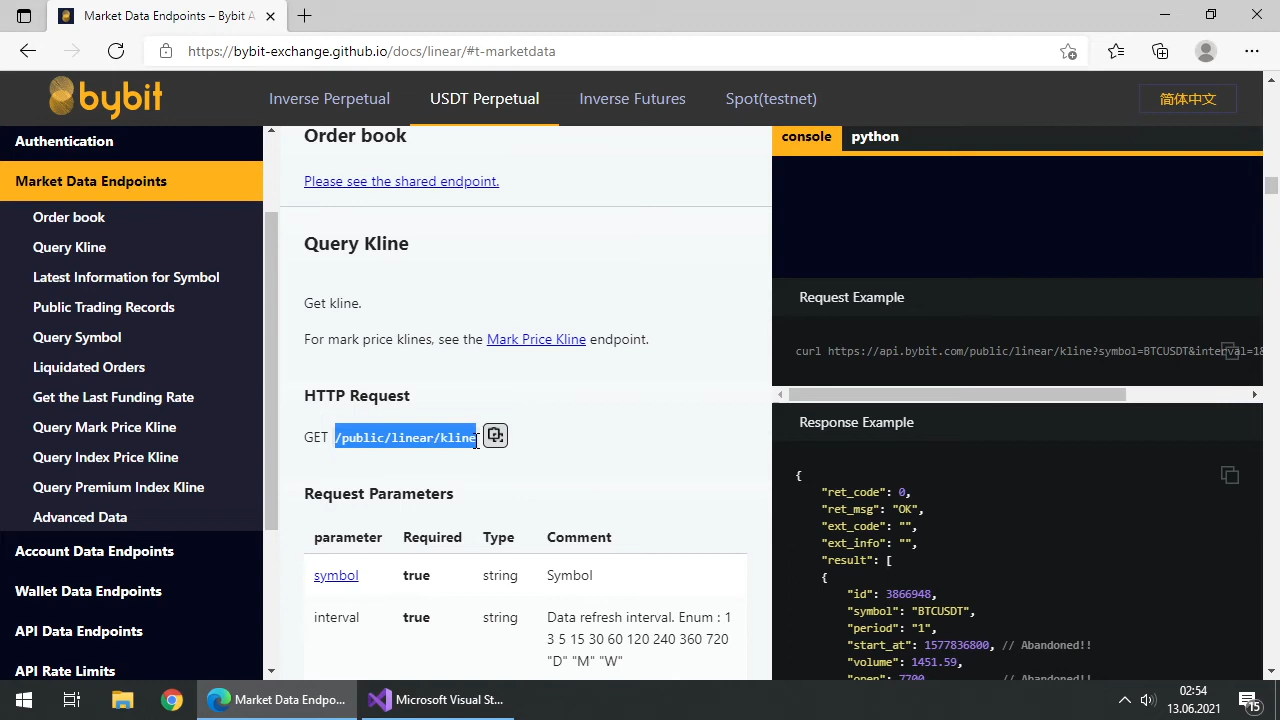 Market Data Endpoints – Bybit A
https://bybit-exchange.github.io/docs/linear/#t-marketdata
bybit
Inverse Perpetual
USDT Perpetual
Inverse Futures
Spot(testnet)
简体中文
Authentication
Market Data Endpoints
Order book
Query Kline
Latest Information for Symbol
Public Trading Records
Query Symbol
Liquidated Orders
Get the Last Funding Rate
Query Mark Price Kline
Query Index Price Kline
Query Premium Index Kline
Advanced Data
Account Data Endpoints
Wallet Data Endpoints
API Data Endpoints
API Rate Limits
Order book
Please see the shared endpoint.
Query Kline
Get kline.
For mark price klines, see the Mark Price Kline endpoint.
HTTP Request
GET /public/linear/kline
Request Parameters
parameter Required Type Comment
symbol true string Symbol
interval true string Data refresh interval. Enum : 1
3 5 15 30 60 120 240 360 720
"D" "M" "W"
console python
Request Example
curl https://api.bybit.com/public/linear/kline?symbol=BTCUSDT&interval=1&
Response Example
{
"ret_code": 0,
"ret_msg": "OK",
"ext_code": "",
"ext_info": "",
"result": [
{
"id": 3866948,
"symbol": "BTCUSDT",
"period": "1",
"start_at": 1577836800, // Abandoned!!
"volume": 1451.59,
"open": 7700, // Abandoned!!
Market Data Endpo...
Microsoft Visual St...
02:54
13.06.2021
15